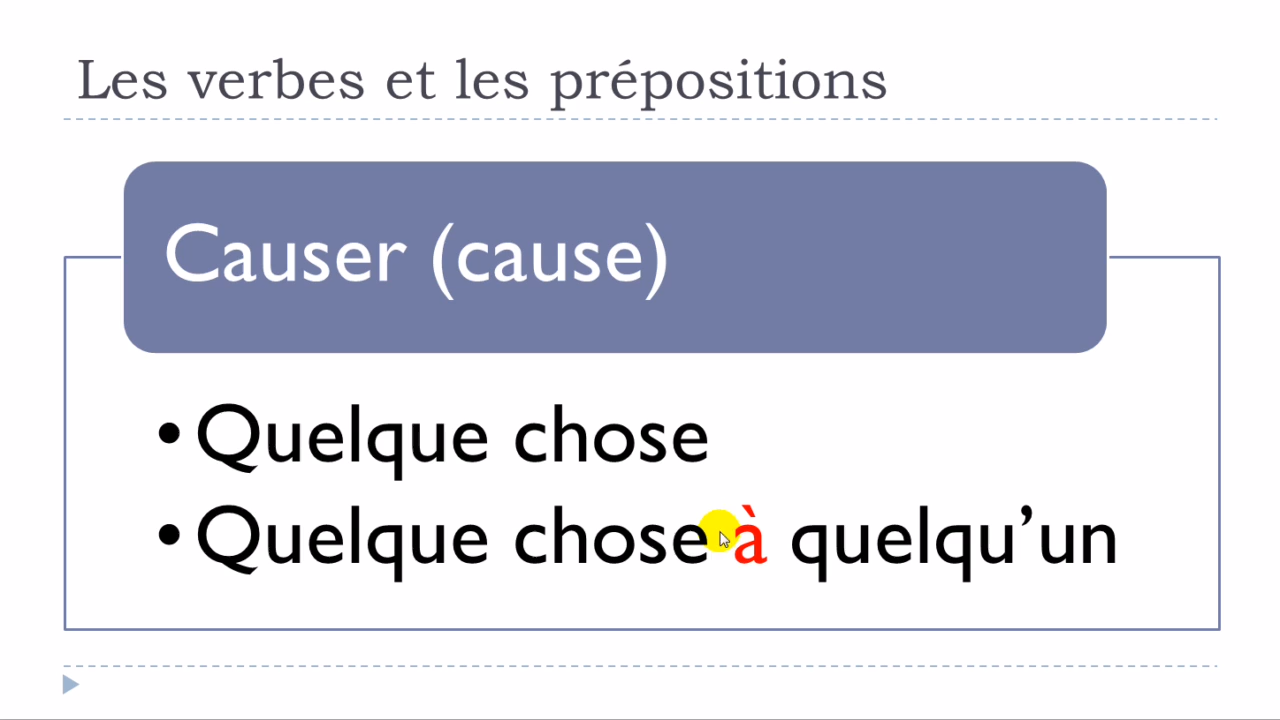 Les verbes et les prépositions
Causer (cause)
• Quelque chose
• Quelque chose à quelqu’un